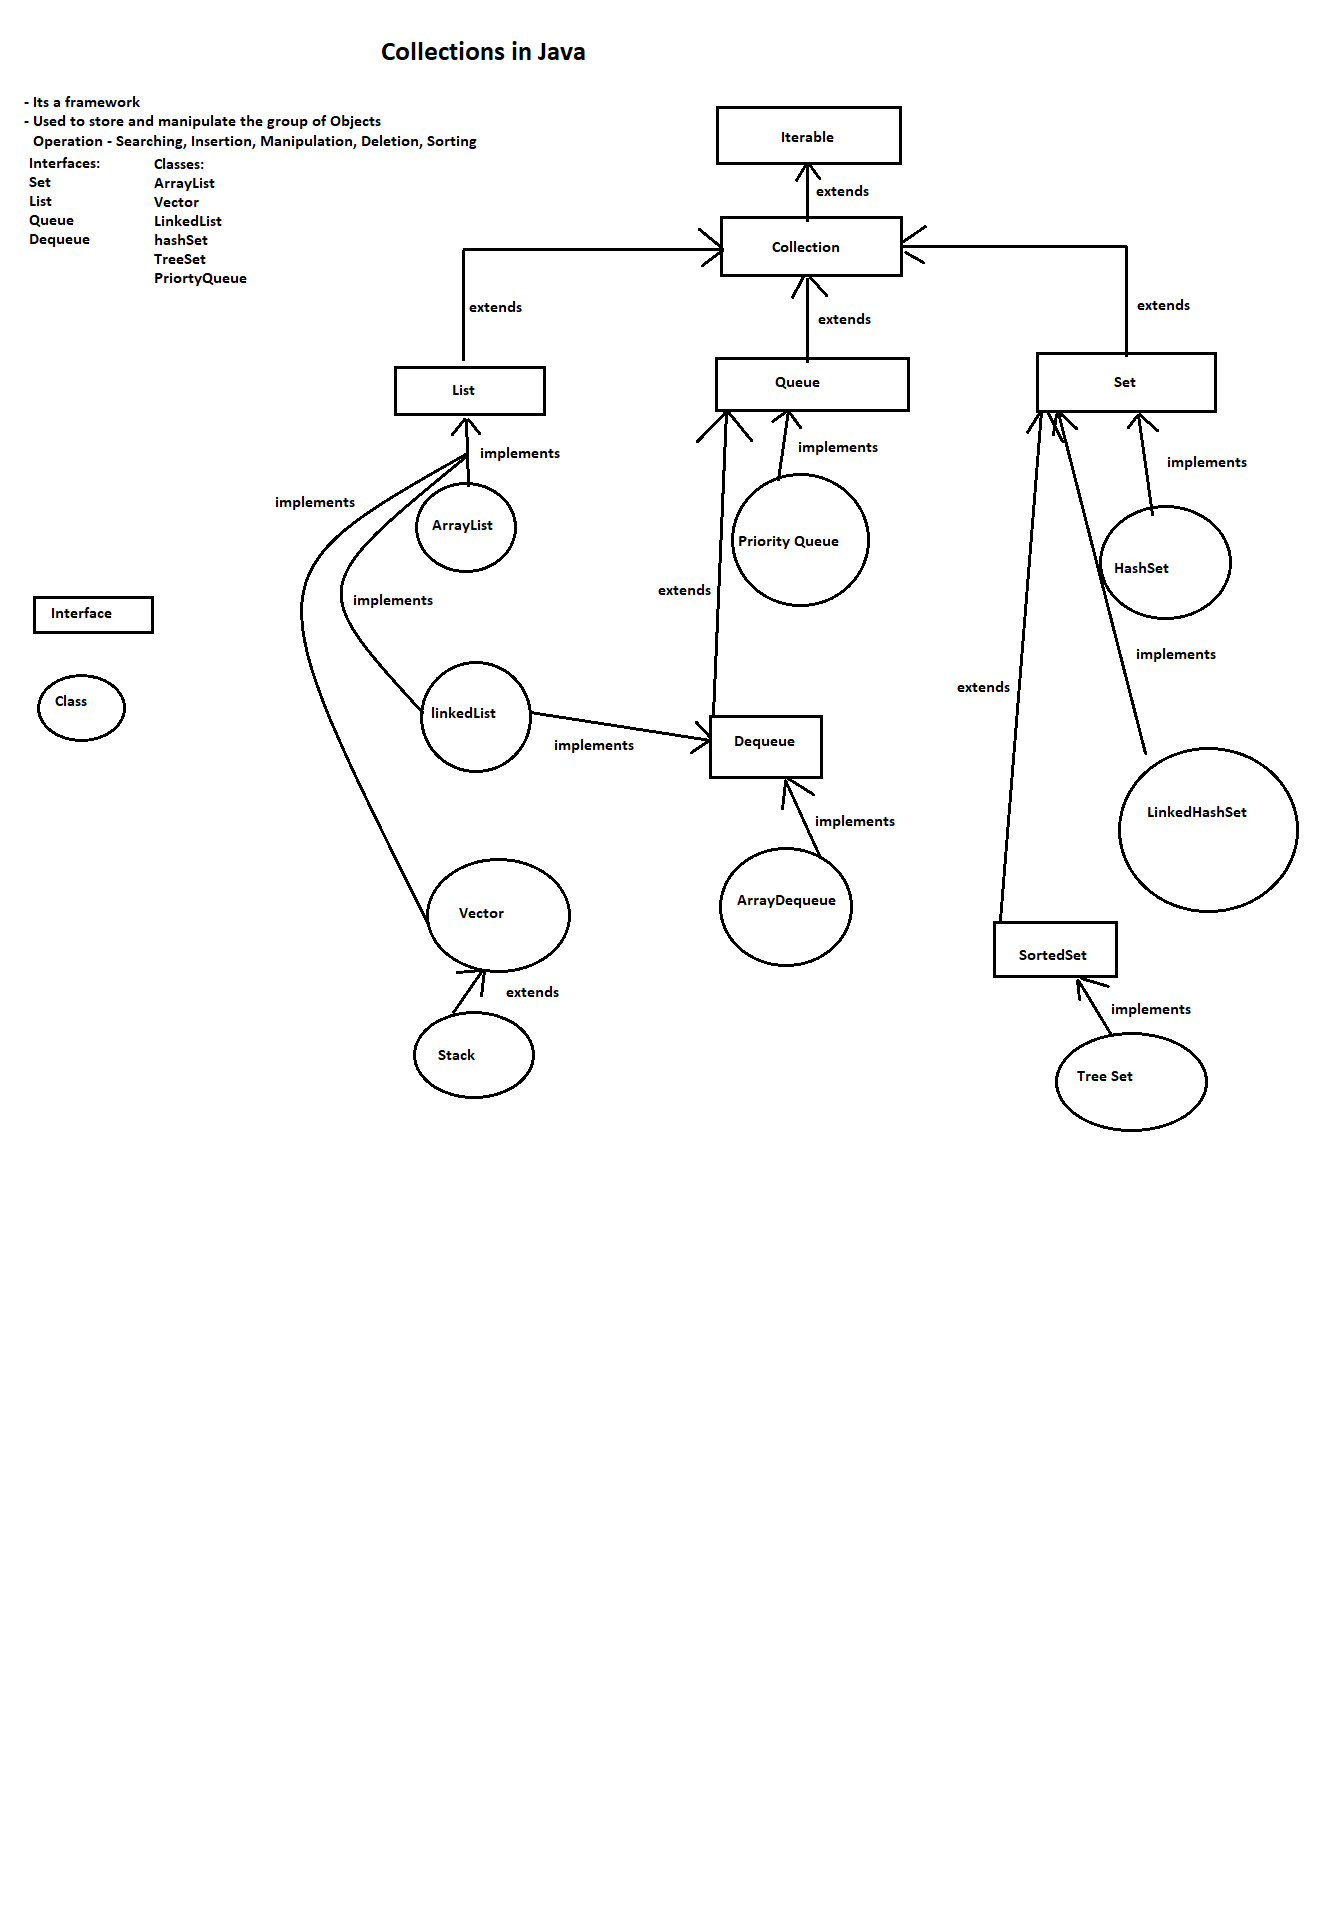 Collections in Java
- Its a framework
- Used to store and manipulate the group of Objects
Operation - Searching, Insertion, Manipulation, Deletion, Sorting
Interfaces:
Set
List
Queue
Dequeue
Classes:
ArrayList
Vector
LinkedList
hashSet
TreeSet
PriortyQueue
Iterable
extends
Collection
extends
extends
extends
List
Queue
Set
implements
implements
implements
implements
ArrayList
Priority Queue
HashSet
extends
implements
Interface
implements
extends
Class
linkedList
implements
Dequeue
implements
LinkedHashSet
ArrayDequeue
Vector
SortedSet
extends
implements
Stack
Tree Set